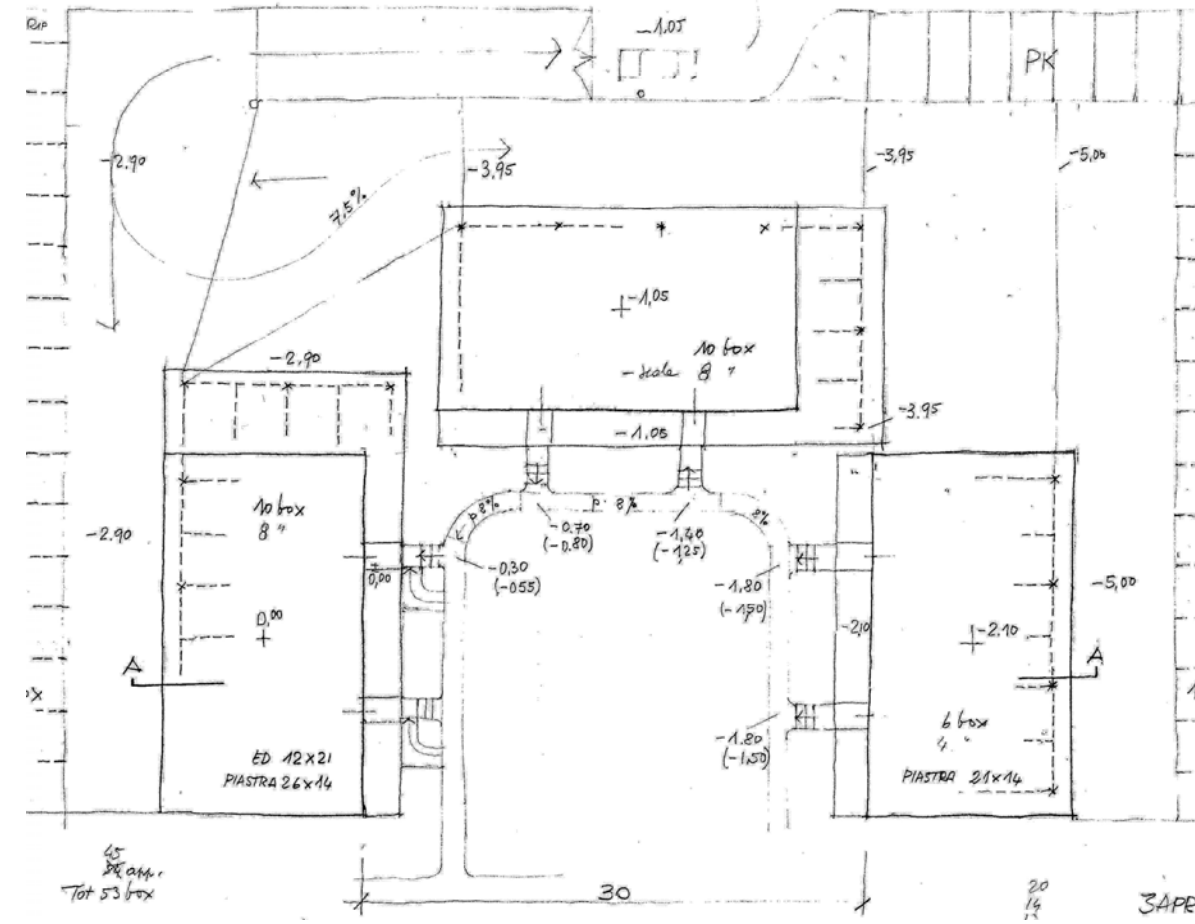 RIP
-1,05
PK
-2,90
-3,95
-3,95
-5,00
7,5%
-1,05
10 box
- scale 8 "
-2,90
-3.95
-1,05
10 box
8 "
p 8%
p. 8%
8%
-0.70
(-0.80)
-1,40
(-1,25)
-2.90
0,00
-0,30
(-055)
-1,80
(-1,50)
-5,00
0,00
-2,10
-2.10
A
A
-1.80
(-1,50)
6 box
4 "
ED 12X21
PIASTRA 26X14
PIASTRA 21X14
45
app.
Tot 53 box
30
20
14